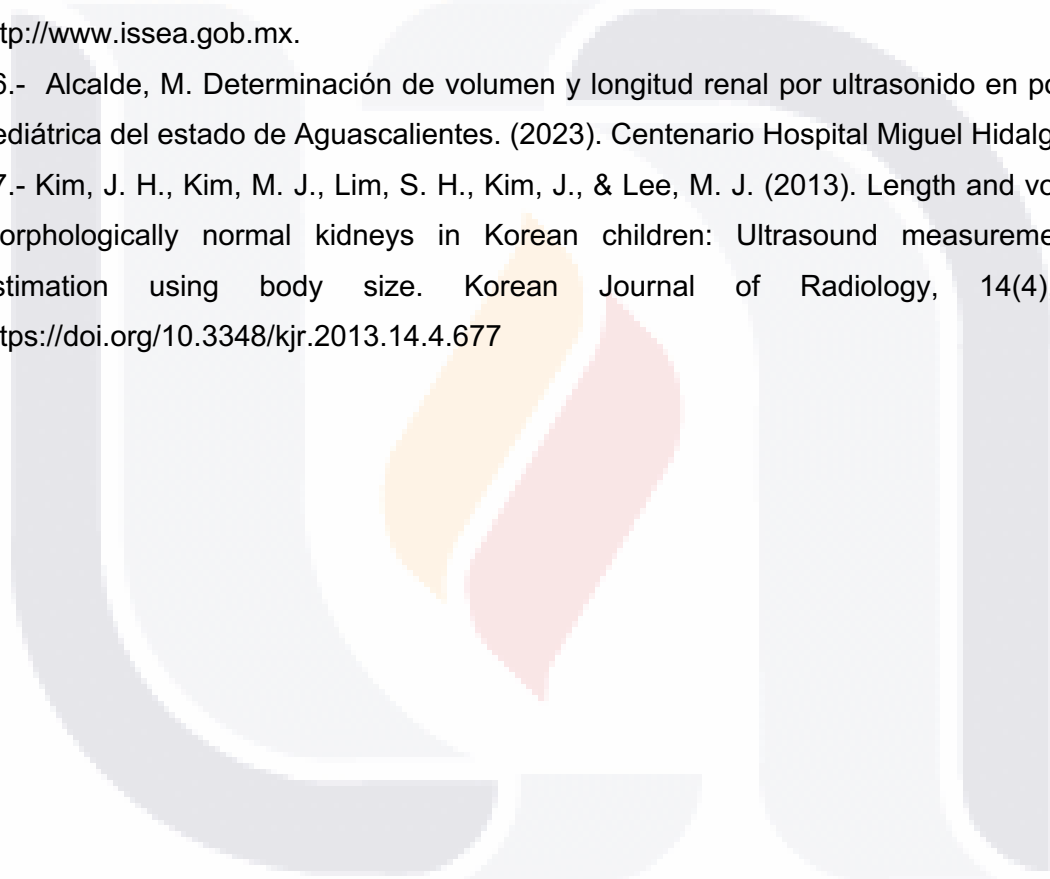 tp://www.issea.gob.mx.
6.- Alcalde, M. Determinación de volumen y longitud renal por ultrasonido en po
ediátrica del estado de Aguascalientes. (2023). Centenario Hospital Miguel Hidalg
7.- Kim, J. H., Kim, M. J., Lim, S. H., Kim, J., & Lee, M. J. (2013). Length and vo
orphologically normal kidneys in Korean children: Ultrasound measureme
stimation using body size. Korean Journal of Radiology, 14(4)
tps://doi.org/10.3348/kjr.2013.14.4.677